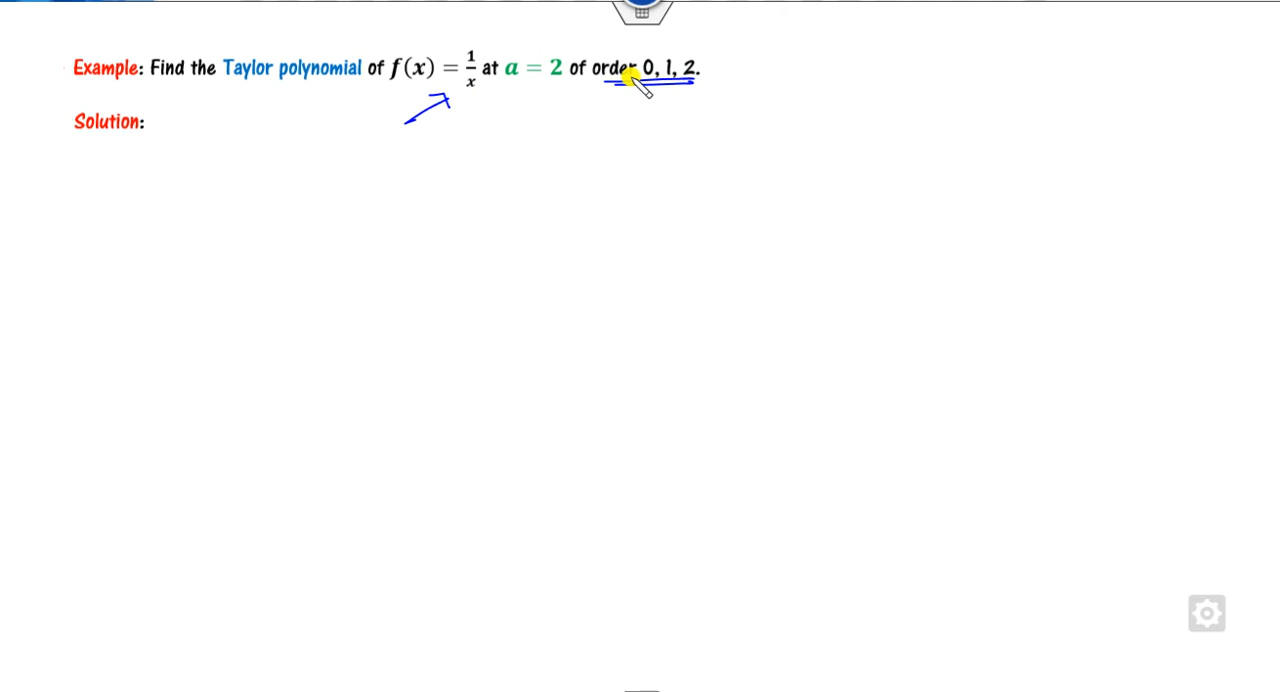 Example: Find the Taylor polynomial of f(x) = 1/x at a = 2 of order 0, 1, 2.
Solution: